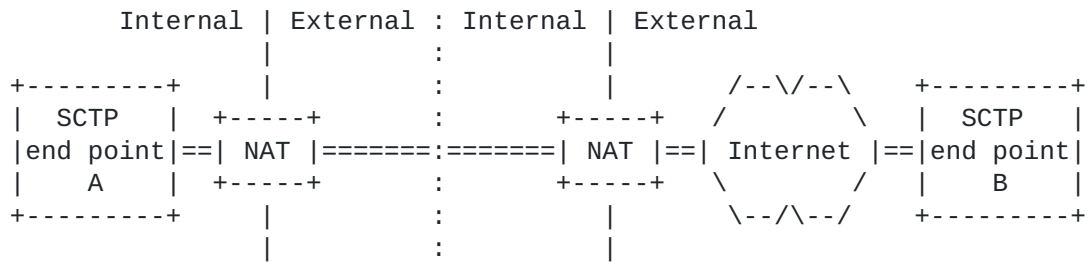 Internal | External : Internal | External
                  |          :          |
  +---------+     |          :          |      /--\/--\     +---------+
  |  SCTP   |  +-----+       :       +-----+  /        \    |  SCTP   |
  |end point|==| NAT |=======:=======| NAT |==| Internet |==|end point|
  |    A    |  +-----+       :       +-----+  \        /    |    B    |
  +---------+     |          :          |      \--/\--/     +---------+
                  |          :          |